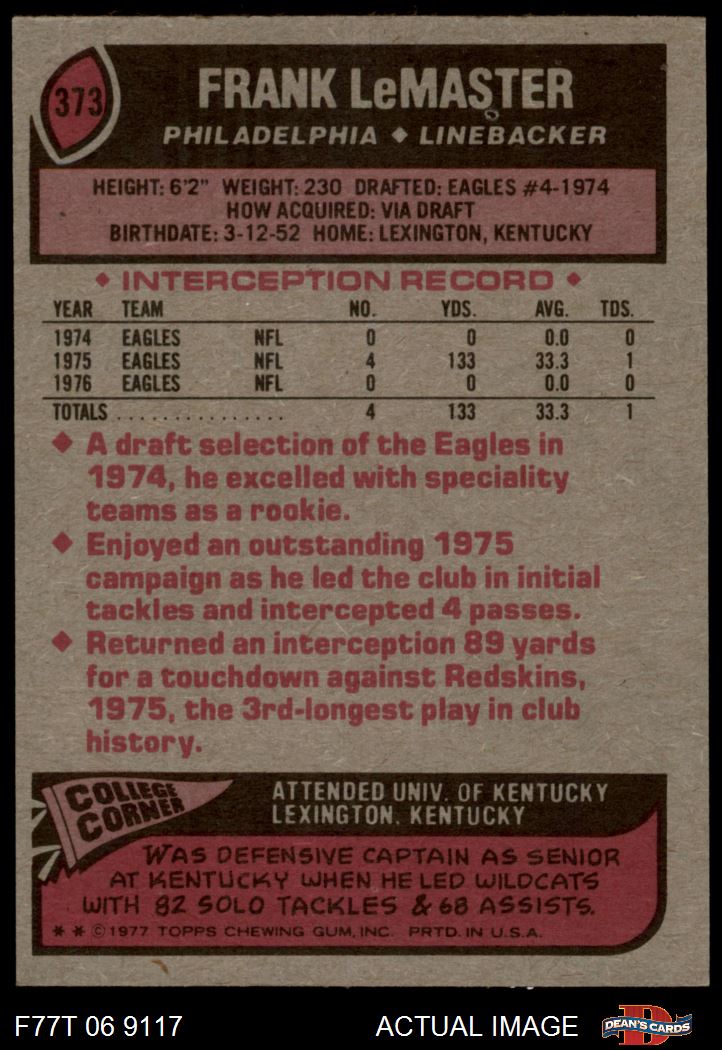 373
FRANK LeMASTER
PHILADELPHIA ◆ LINEBACKER
HEIGHT: 6'2" WEIGHT: 230 DRAFTED: EAGLES #4-1974
HOW ACQUIRED: VIA DRAFT
BIRTHDATE: 3-12-52 HOME: LEXINGTON, KENTUCKY
◆ INTERCEPTION RECORD ◆
YEAR TEAM NO. YDS. AVG. TDS.
1974 EAGLES NFL 0 0 0.0 0
1975 EAGLES NFL 4 133 33.3 1
1976 EAGLES NFL 0 0 0.0 0
TOTALS ................ 4 133 33.3 1
◆ A draft selection of the Eagles in
1974, he excelled with speciality
teams as a rookie.
◆ Enjoyed an outstanding 1975
campaign as he led the club in initial
tackles and intercepted 4 passes.
◆ Returned an interception 89 yards
for a touchdown against Redskins,
1975, the 3rd-longest play in club
history.
COLLEGE
CORNER
ATTENDED UNIV. OF KENTUCKY
LEXINGTON, KENTUCKY
WAS DEFENSIVE CAPTAIN AS SENIOR
AT KENTUCKY WHEN HE LED WILDCATS
WITH 82 SOLO TACKLES & 68 ASSISTS.
* * © 1977 TOPPS CHEWING GUM, INC. PRTD. IN U.S.A.
F77T 06 9117 ACTUAL IMAGE
D
DEAN'S CARDS